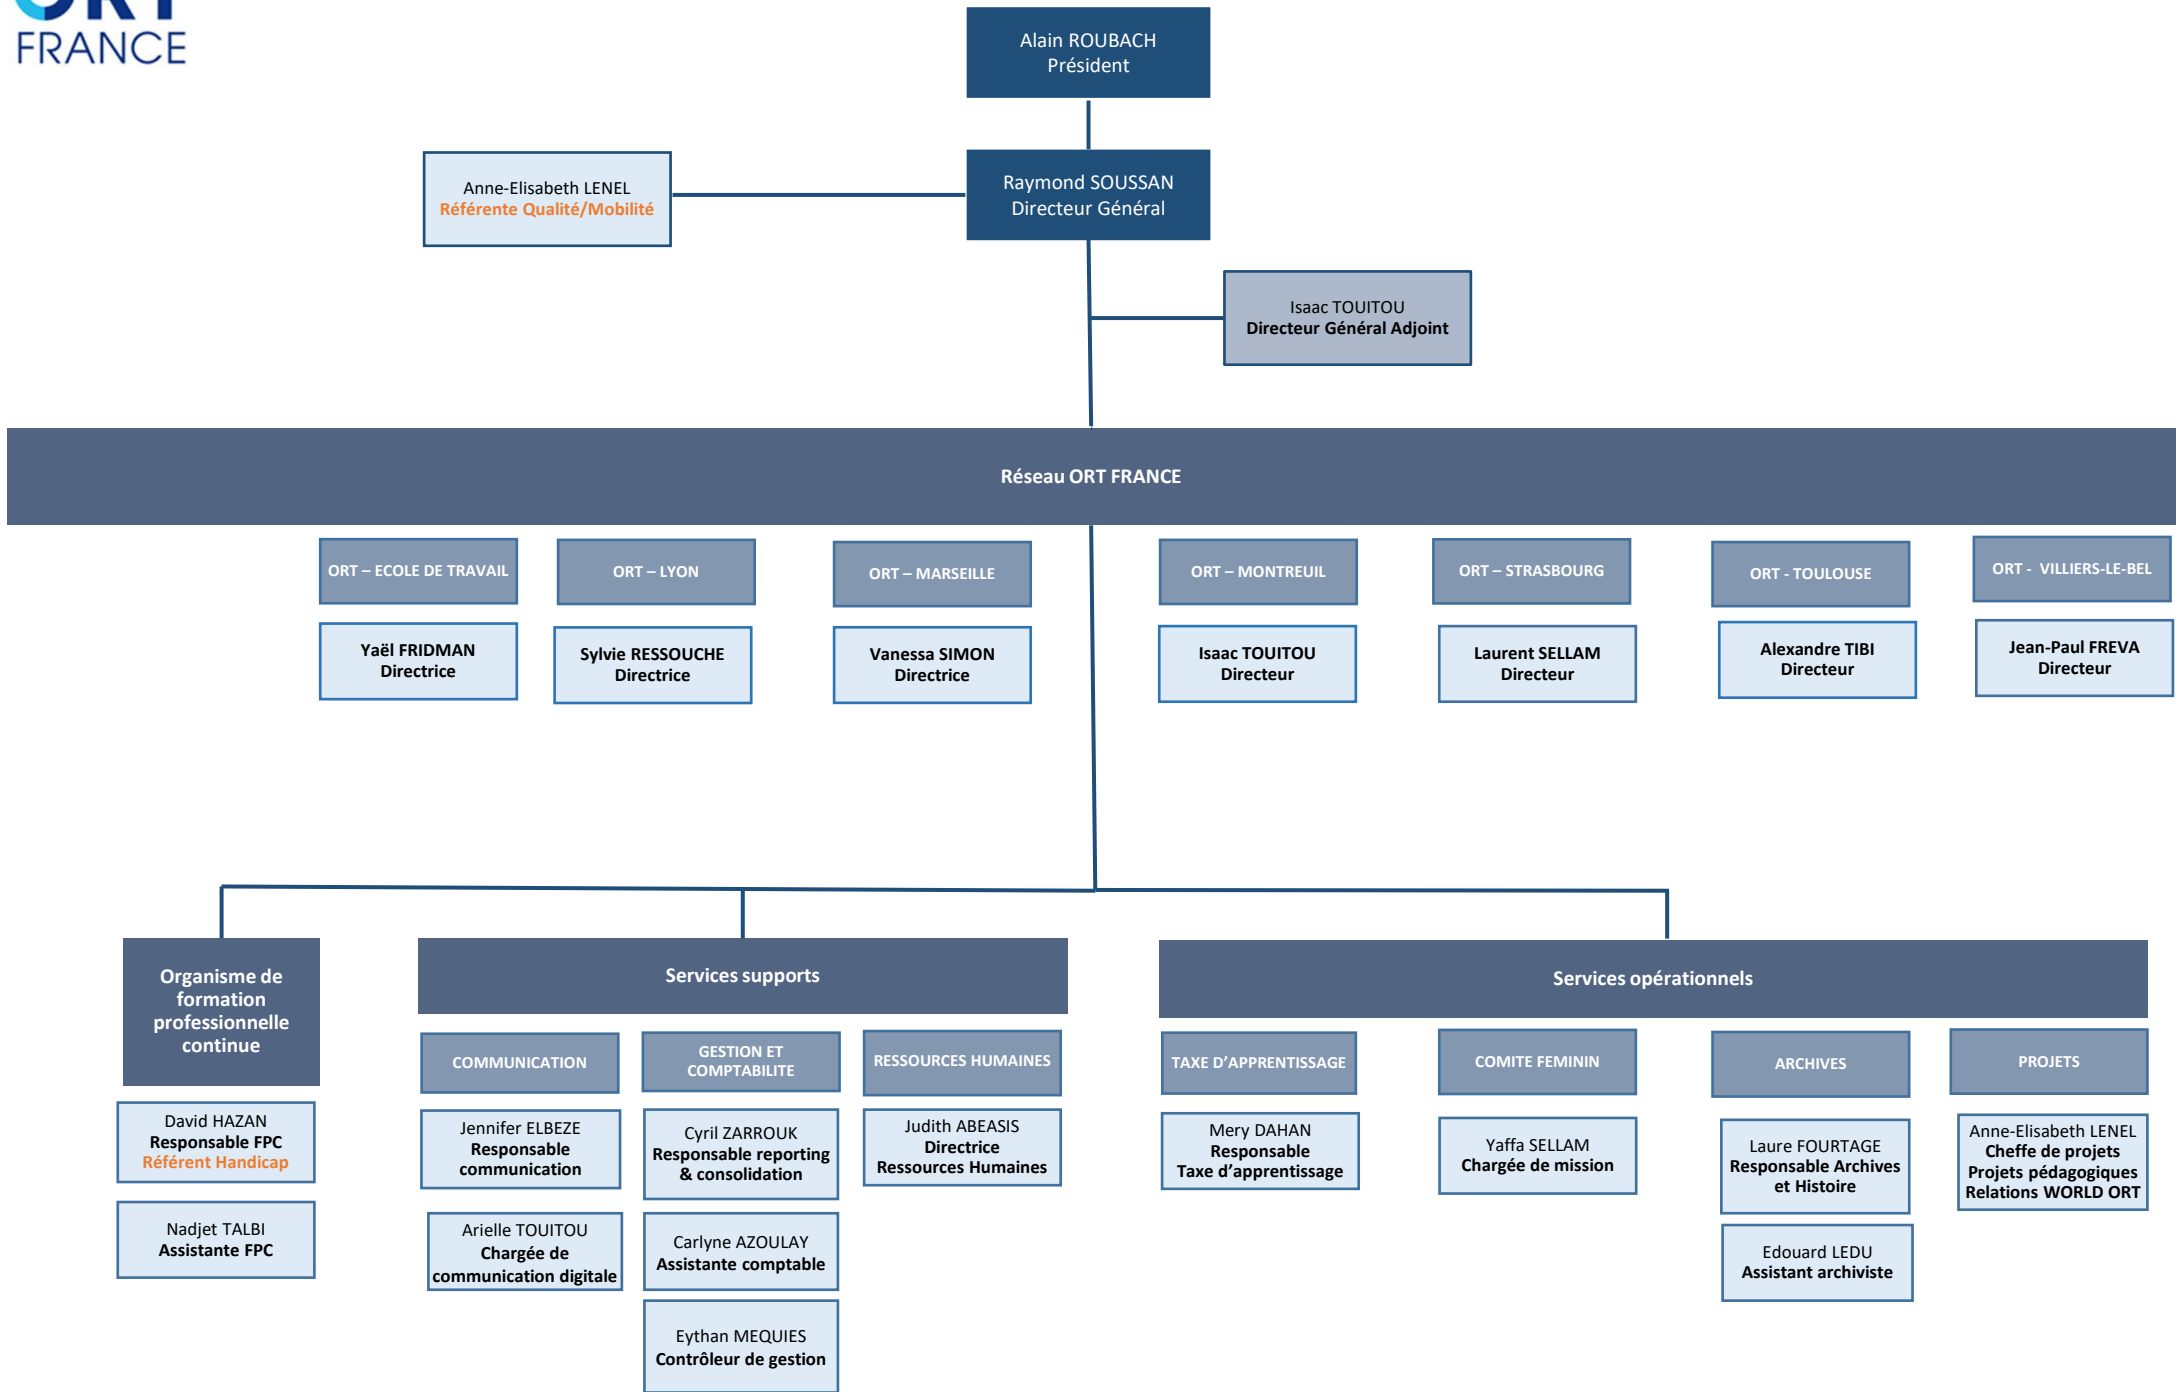 ORT
FRANCE
Alain ROUBACH
Président
Anne-Elisabeth LENEL
Référente Qualité/Mobilité
Raymond SOUSSAN
Directeur Général
Isaac TOUITOU
Directeur Général Adjoint
Réseau ORT FRANCE
ORT – ECOLE DE TRAVAIL
ORT – LYON
ORT – MARSEILLE
ORT – MONTREUIL
ORT – STRASBOURG
ORT - TOULOUSE
ORT - VILLIERS-LE-BEL
Yaël FRIDMAN
Directrice
Sylvie RESSOUCHE
Directrice
Vanessa SIMON
Directrice
Isaac TOUITOU
Directeur
Laurent SELLAM
Directeur
Alexandre TIBI
Directeur
Jean-Paul FREVA
Directeur
Organisme de
formation
professionnelle
continue
David HAZAN
Responsable FPC
Référent Handicap
Nadjet TALBI
Assistante FPC
Services supports
COMMUNICATION
Jennifer ELBEZE
Responsable
communication
Arielle TOUITOU
Chargée de
communication digitale
GESTION ET
COMPTABILITE
Cyril ZARROUK
Responsable reporting
& consolidation
Carlyne AZOULAY
Assistante comptable
Eythan MEQUIES
Contrôleur de gestion
RESSOURCES HUMAINES
Judith ABEASIS
Directrice
Ressources Humaines
Services opérationnels
TAXE D'APPRENTISSAGE
Mery DAHAN
Responsable
Taxe d'apprentissage
COMITE FEMININ
Yaffa SELLAM
Chargée de mission
ARCHIVES
Laure FOURTAGE
Responsable Archives
et Histoire
Edouard LEDU
Assistant archiviste
PROJETS
Anne-Elisabeth LENEL
Cheffe de projets
Projets pédagogiques
Relations WORLD ORT